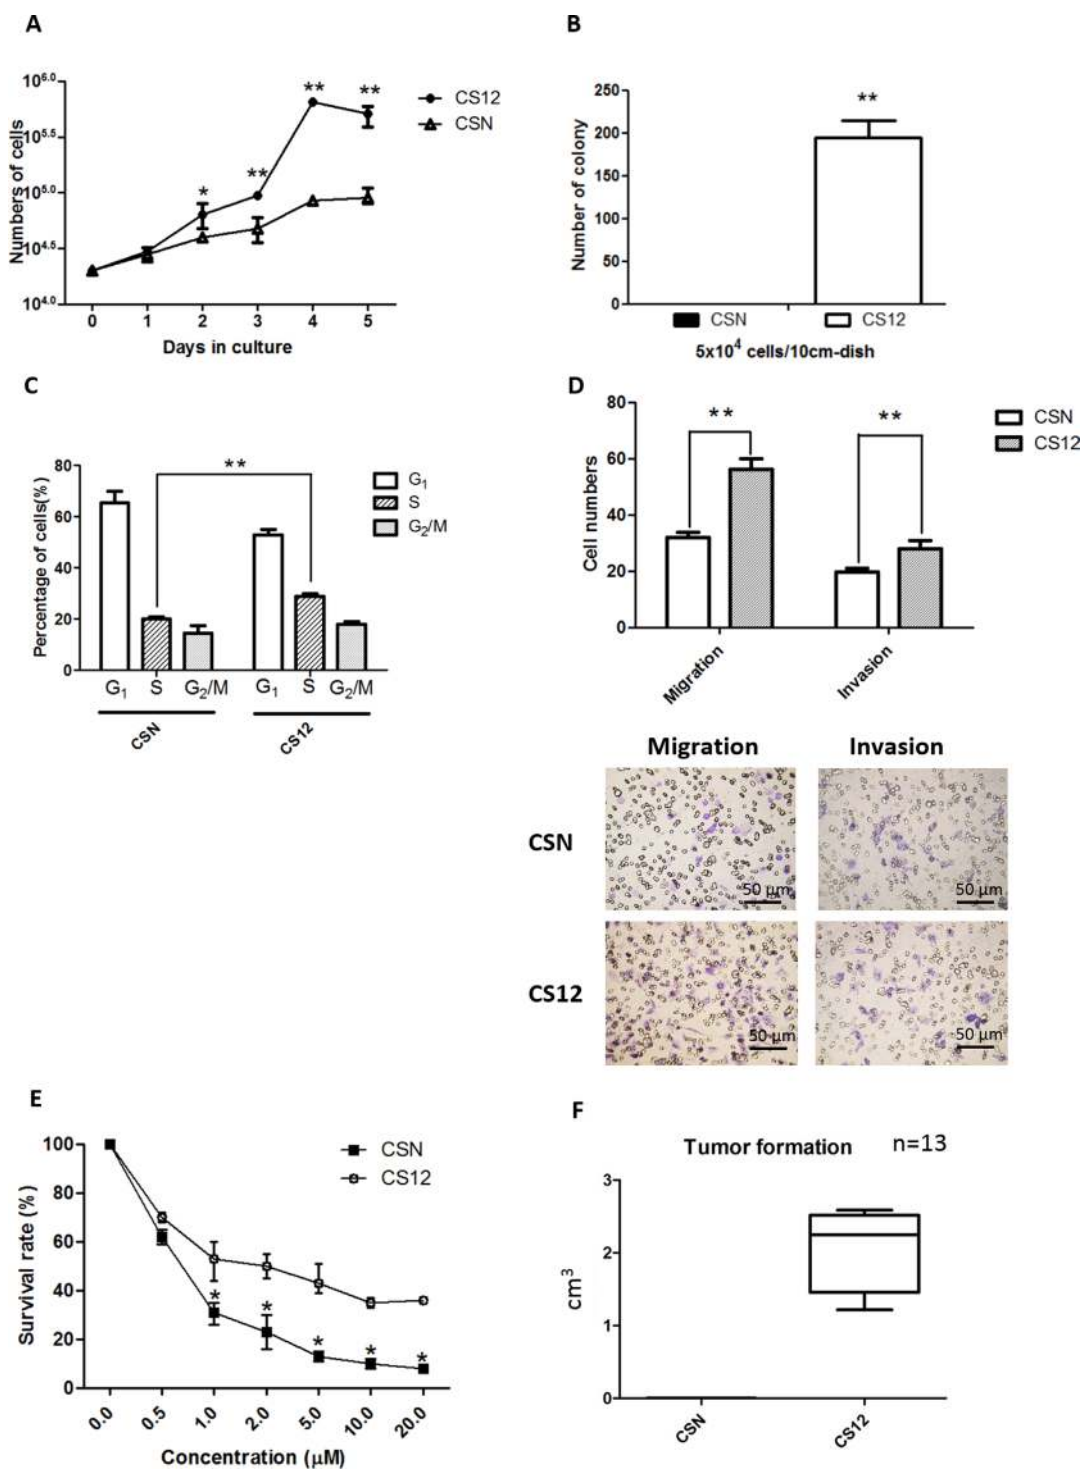 A
10^6.0
10^5.5
10^5.0
10^4.5
10^4.0
Numbers of cells
** **
**
*
0 1 2 3 4 5
Days in culture
CS12
CSN
B
250
200
150
100
50
0
Number of colony
**
CSN CS12
5x10^4 cells/10cm-dish
C
80
60
40
20
0
Percentage of cells(%)
**
G1
S
G2/M
G1 S G2/M G1 S G2/M
CSN CS12
D
80
60
40
20
0
Cell numbers
** **
CSN
CS12
Migration Invasion
Migration Invasion
CSN
50 μm 50 μm
CS12
50 μm 50 μm
E
100
80
60
40
20
0
Survival rate (%)
CSN
CS12
* * * * *
0.0 0.5 1.0 2.0 5.0 10.0 20.0
Concentration (μM)
F
Tumor formation n=13
3
2
1
0
cm³
CSN CS12